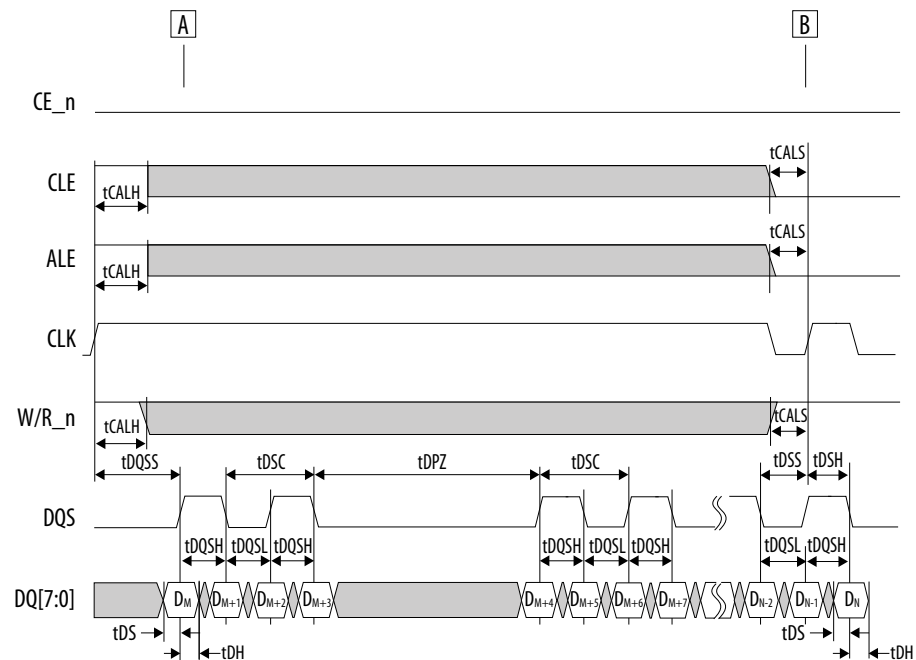 A B
CE_n
tCALS
CLE
tCALH
tCALS
ALE
tCALH
CLK
W/R_n
tCALH tCALS
tDQSS tDSC tDPZ tDSC tDSS tDSH
DQS
tDQSH tDQSL tDQSH tDQSH tDQSL tDQSH tDQSL tDQSH
DQ[7:0] DM DM+1 DM+2 DM+3 DM+4 DM+5 DM+6 DM+7 DN-2 DN-1 DN
tDS tDS
tDH tDH